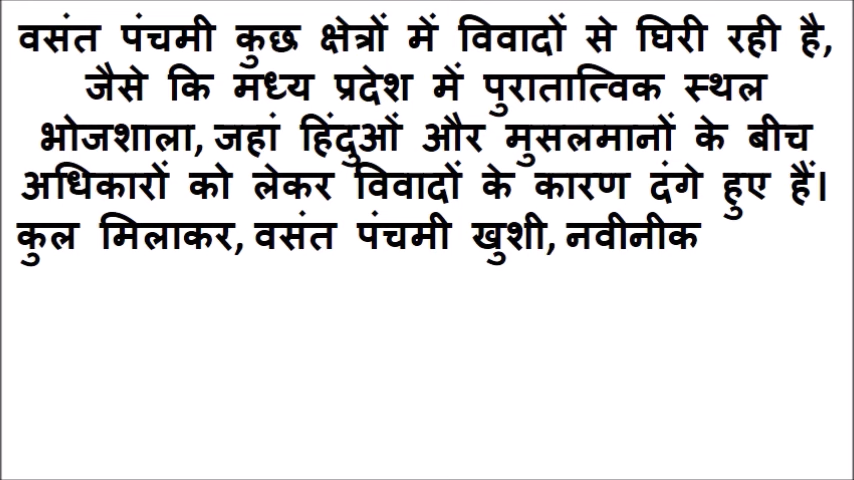 वसंत पंचमी कुछ क्षेत्रों में विवादों से घिरी रही है,
जैसे कि मध्य प्रदेश में पुरातात्विक स्थल
भोजशाला, जहां हिंदुओं और मुसलमानों के बीच
अधिकारों को लेकर विवादों के कारण दंगे हुए हैं।
कुल मिलाकर, वसंत पंचमी खुशी, नवीनीक